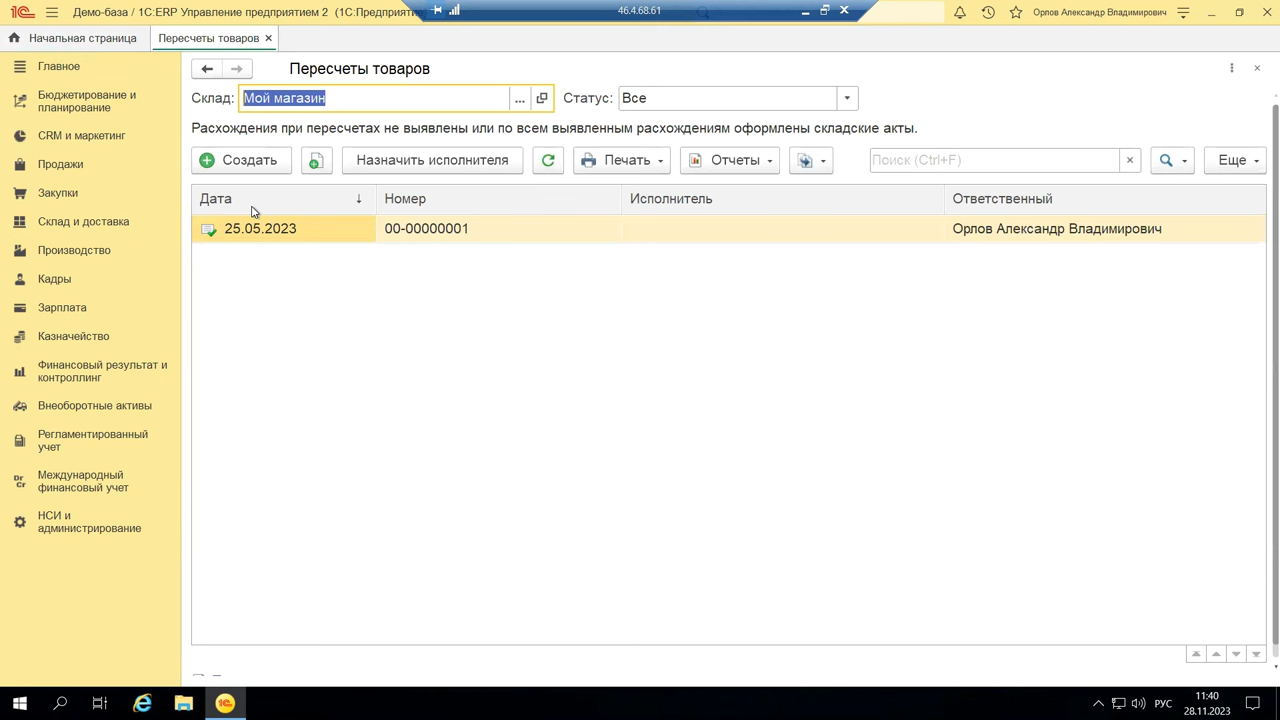 Демо-база / 1С:ERP Управление предприятием 2 (1С:Предприяти
46.4.68.61
Орлов Александр Владимирович
Начальная страница
Пересчеты товаров ×
Главное
Бюджетирование и
планирование
CRM и маркетинг
Продажи
Закупки
Склад и доставка
Производство
Кадры
Зарплата
Казначейство
Финансовый результат и
контроллинг
Внеоборотные активы
Регламентированный
учет
Dr
Cr
Международный
финансовый учет
НСИ и
администрирование
Пересчеты товаров
Склад: Мой магазин ... Статус: Все
Расхождения при пересчетах не выявлены или по всем выявленным расхождениям оформлены складские акты.
Создать Назначить исполнителя Печать Отчеты Поиск (Ctrl+F) × Еще
Дата ↓ Номер Исполнитель Ответственный
25.05.2023 00-00000001 Орлов Александр Владимирович
РУС
11:40
28.11.2023